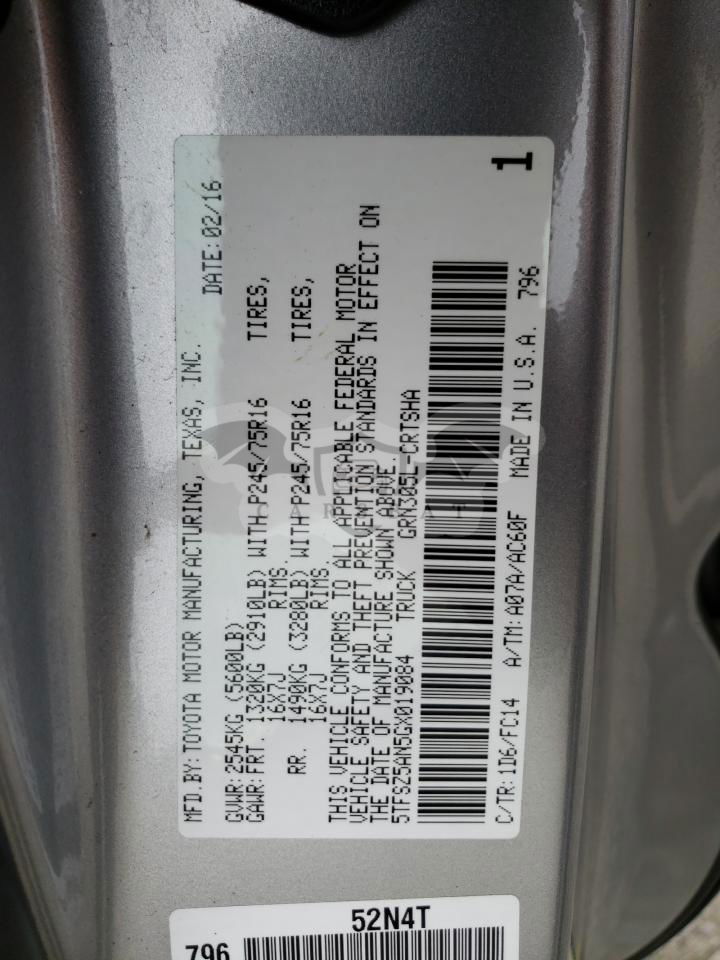 MFD.BY:TOYOTA MOTOR MANUFACTURING, TEXAS, INC.
DATE:02/16
GVWR:2545KG (5600LB)
GAWR:FRT. 1320KG (2910LB) WITH P245/75R16 TIRES,
16X7J RIMS.
RR. 1490KG (3280LB) WITH P245/75R16 TIRES,
16X7J RIMS.
THIS VEHICLE CONFORMS TO ALL APPLICABLE FEDERAL MOTOR
VEHICLE SAFETY AND THEFT PREVENTION STANDARDS IN EFFECT ON
THE DATE OF MANUFACTURE SHOWN ABOVE.
5TFSZ5AN5GX019084 TRUCK GRN305L-CRTSHA
C/TR:1D6/FC14 A/TM:A07A/AC60F MADE IN U.S.A. 796
1
52N4T
796